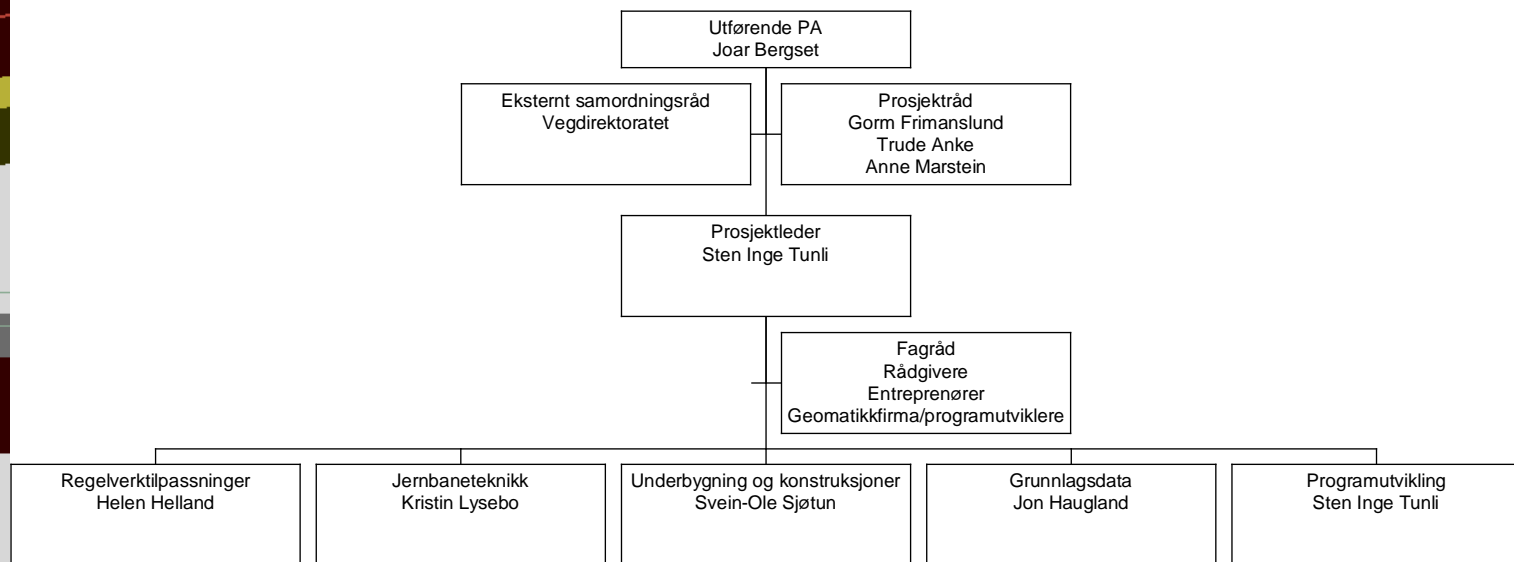 Utførende PA
Joar Bergset
Eksternt samordningsråd
Vegdirektoratet
Prosjektråd
Gorm Frimanslund
Trude Anke
Anne Marstein
Prosjektleder
Sten Inge Tunli
Fagråd
Rådgivere
Entreprenører
Geomatikkfirma/programutviklere
Regelverktilpassninger
Helen Helland
Jernbaneteknikk
Kristin Lysebo
Underbygning og konstruksjoner
Svein-Ole Sjøtun
Grunnlagsdata
Jon Haugland
Programutvikling
Sten Inge Tunli